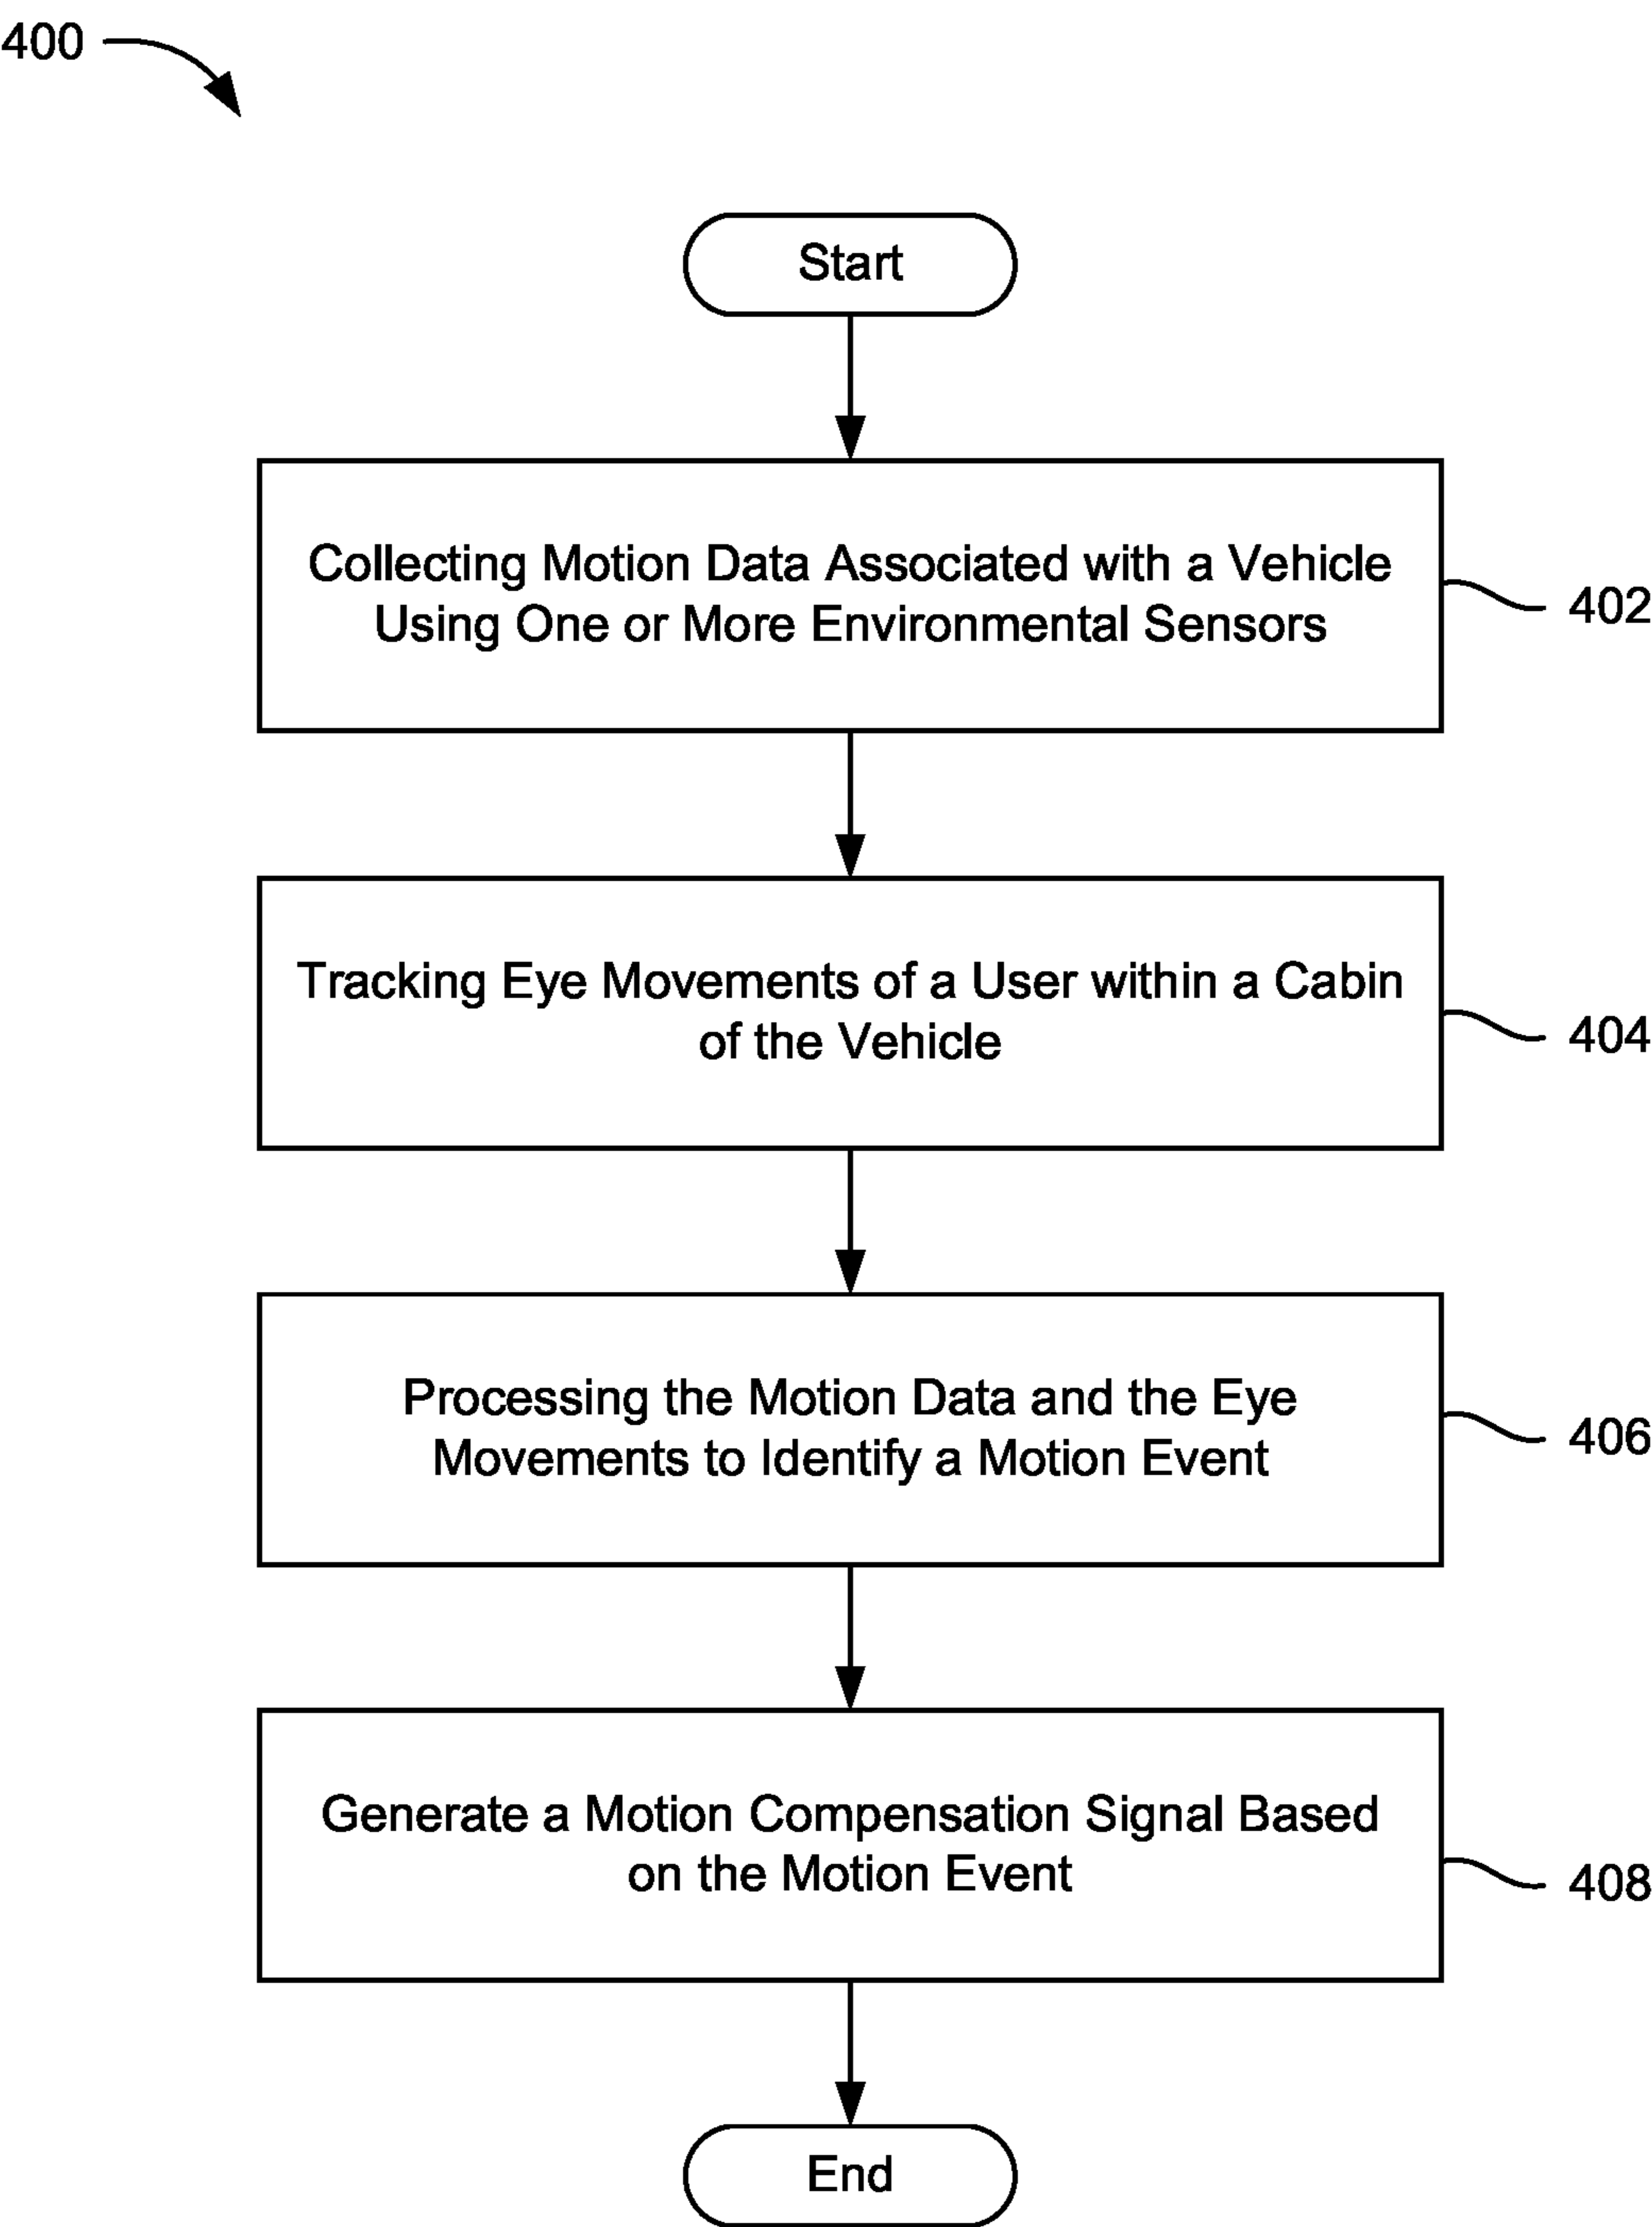 400
Start
Collecting Motion Data Associated with a Vehicle
Using One or More Environmental Sensors
402
Tracking Eye Movements of a User within a Cabin
of the Vehicle
404
Processing the Motion Data and the Eye
Movements to Identify a Motion Event
406
Generate a Motion Compensation Signal Based
on the Motion Event
408
End